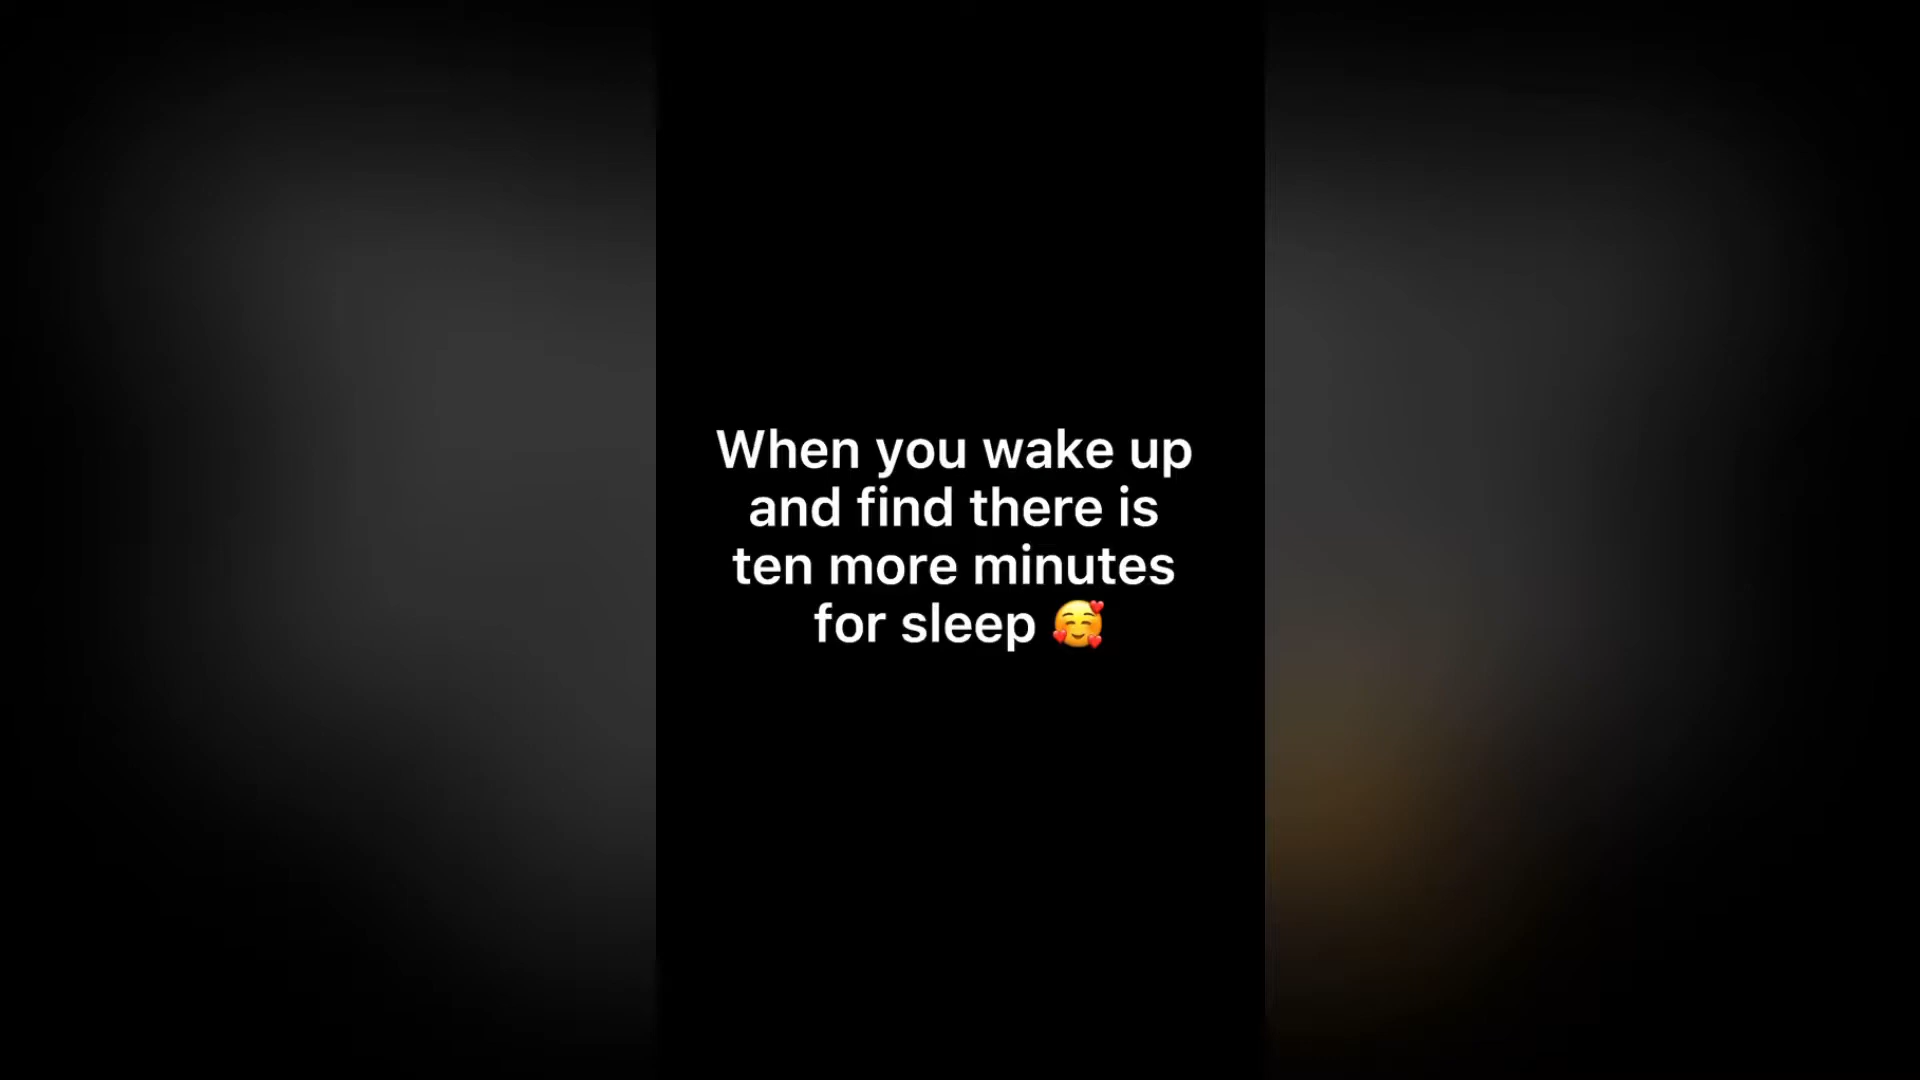 When you wake up
and find there is
ten more minutes
for sleep 🥰